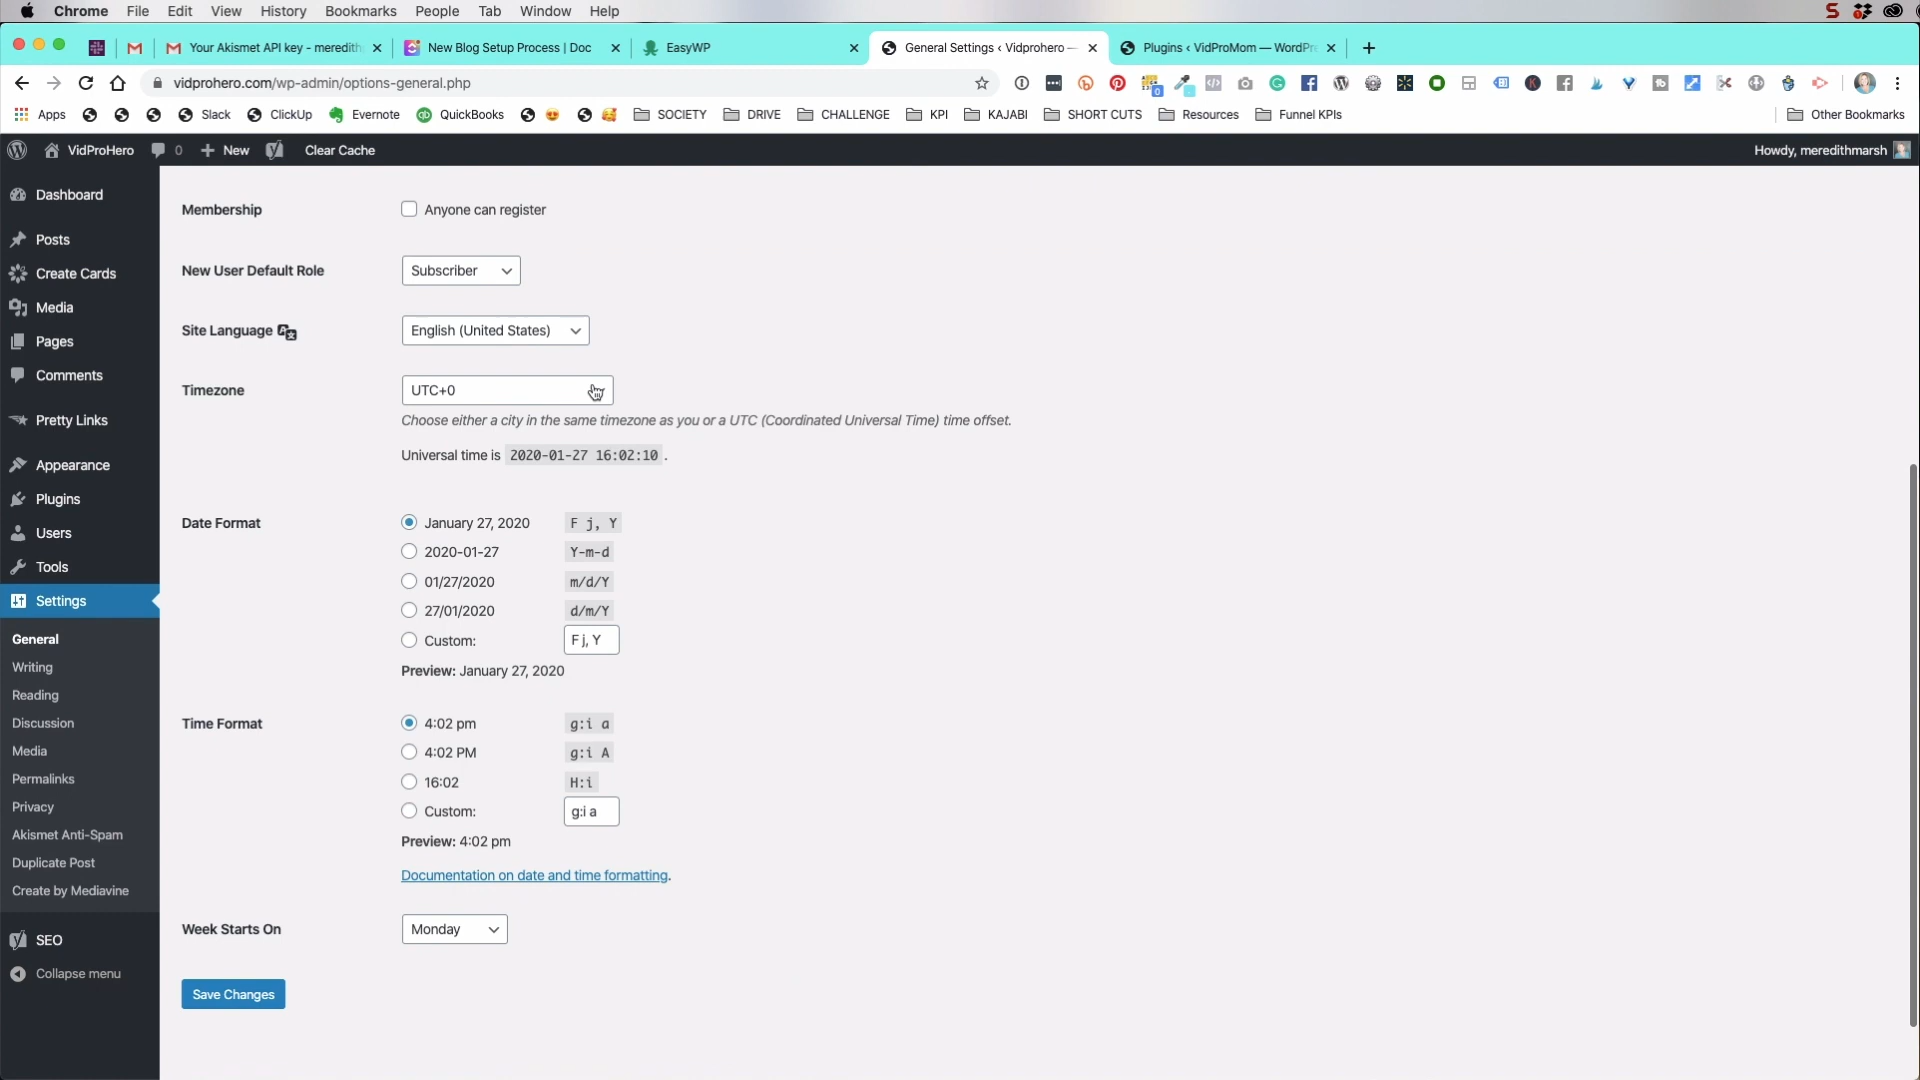 Chrome File Edit View History Bookmarks People Tab Window Help
Your Akismet API key - meredith
New Blog Setup Process | Doc
EasyWP
General Settings ‹ Vidprohero —
Plugins ‹ VidProMom — WordPr
vidprohero.com/wp-admin/options-general.php
Apps Slack ClickUp Evernote QuickBooks SOCIETY DRIVE CHALLENGE KPI KAJABI SHORT CUTS Resources Funnel KPIs Other Bookmarks
VidProHero 0 New Clear Cache Howdy, meredithmarsh
Dashboard
Posts
Create Cards
Media
Pages
Comments
Pretty Links
Appearance
Plugins
Users
Tools
Settings
General
Writing
Reading
Discussion
Media
Permalinks
Privacy
Akismet Anti-Spam
Duplicate Post
Create by Mediavine
SEO
Collapse menu
Membership Anyone can register
New User Default Role Subscriber
Site Language English (United States)
Timezone UTC+0
Choose either a city in the same timezone as you or a UTC (Coordinated Universal Time) time offset.
Universal time is 2020-01-27 16:02:10 .
Date Format January 27, 2020 F j, Y
2020-01-27 Y-m-d
01/27/2020 m/d/Y
27/01/2020 d/m/Y
Custom: F j, Y
Preview: January 27, 2020
Time Format 4:02 pm g:i a
4:02 PM g:i A
16:02 H:i
Custom: g:i a
Preview: 4:02 pm
Documentation on date and time formatting.
Week Starts On Monday
Save Changes